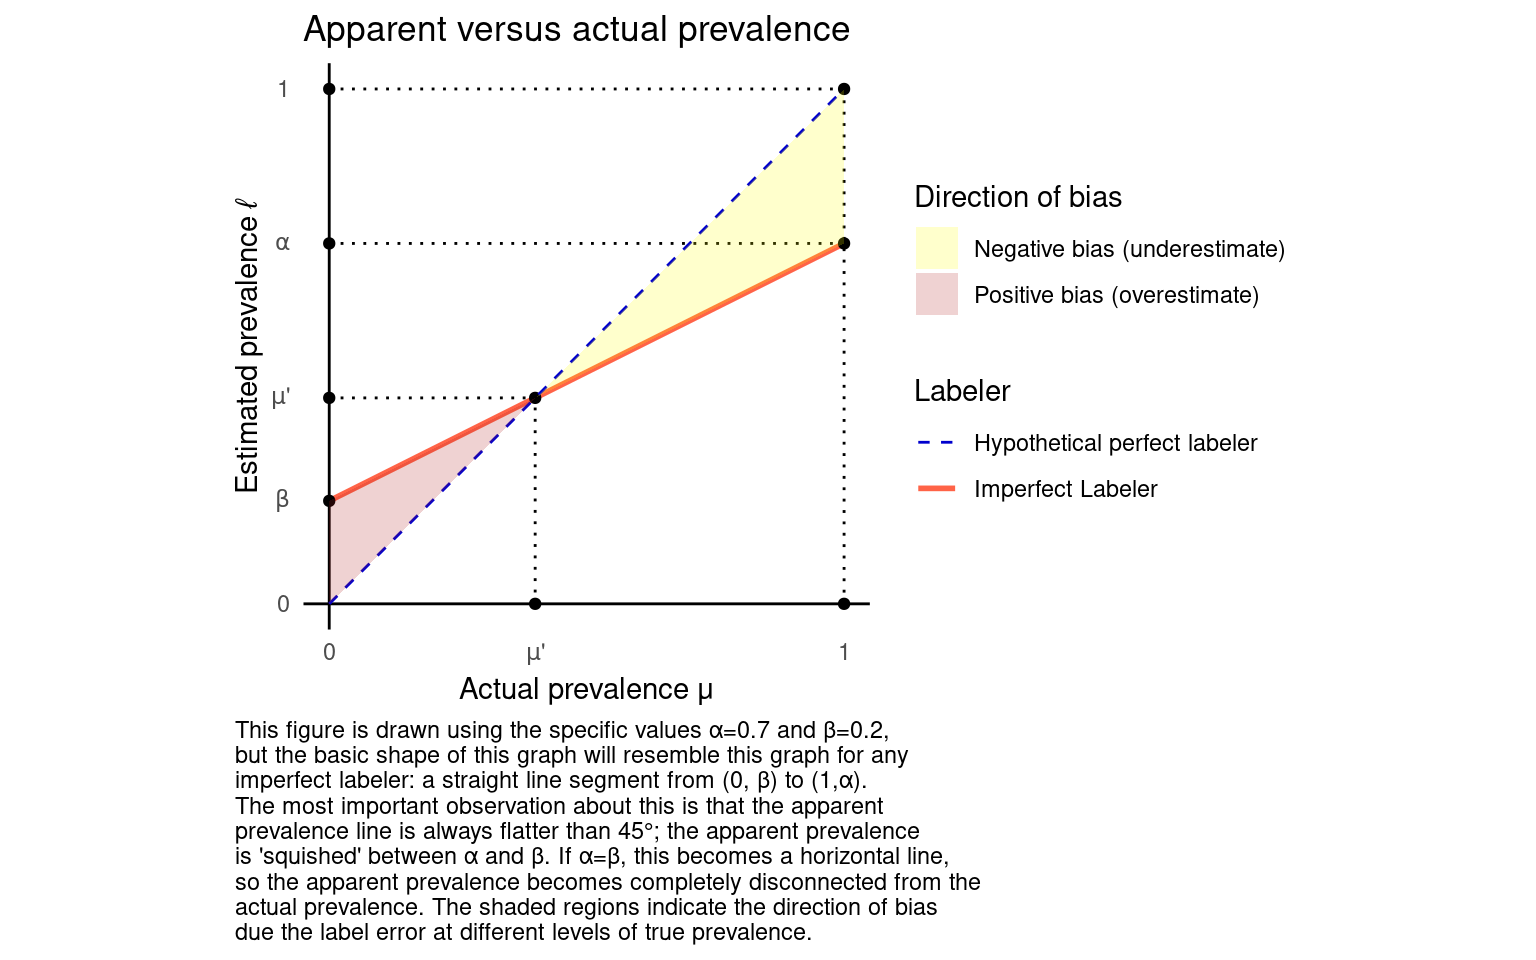 Apparent versus actual prevalence
Estimated prevalence ℓ
1
α
μ'
β
0
0
μ'
1
Actual prevalence μ
Direction of bias
Negative bias (underestimate)
Positive bias (overestimate)
Labeler
Hypothetical perfect labeler
Imperfect Labeler
This figure is drawn using the specific values α=0.7 and β=0.2,
but the basic shape of this graph will resemble this graph for any
imperfect labeler: a straight line segment from (0, β) to (1,α).
The most important observation about this is that the apparent
prevalence line is always flatter than 45°; the apparent prevalence
is 'squished' between α and β. If α=β, this becomes a horizontal line,
so the apparent prevalence becomes completely disconnected from the
actual prevalence. The shaded regions indicate the direction of bias
due the label error at different levels of true prevalence.